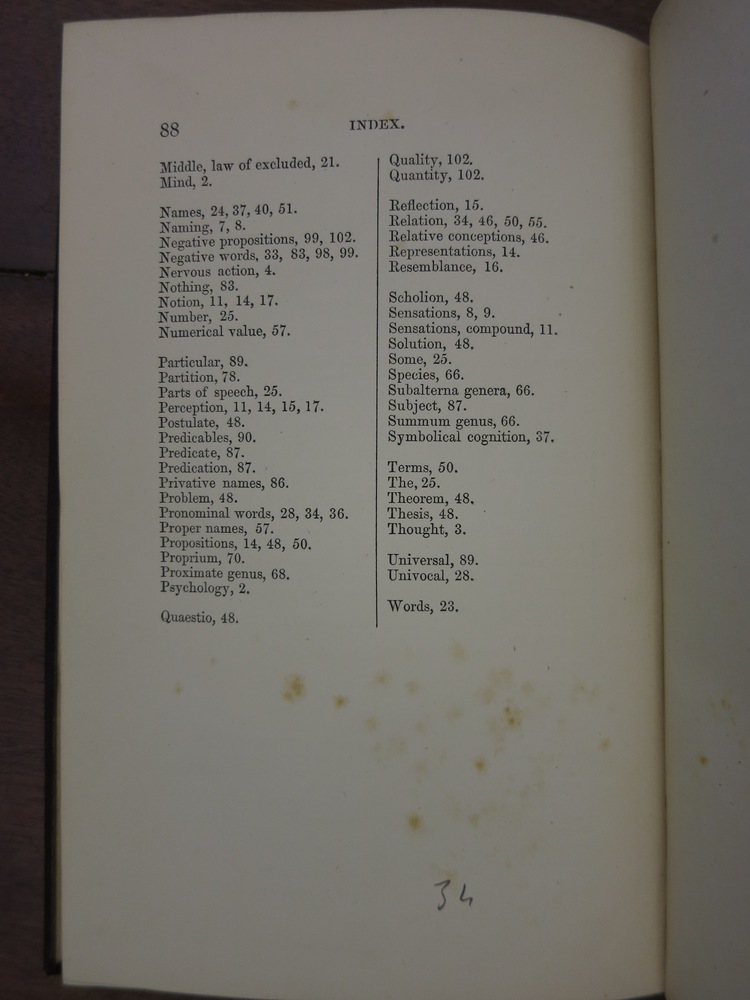 88
INDEX.
Middle, law of excluded, 21.
Mind, 2.
Names, 24, 37, 40, 51.
Naming, 7, 8.
Negative propositions, 99, 102.
Negative words, 33, 83, 98, 99.
Nervous action, 4.
Nothing, 83.
Notion, 11, 14, 17.
Number, 25.
Numerical value, 57.
Particular, 89.
Partition, 78.
Parts of speech, 25.
Perception, 11, 14, 15, 17.
Postulate, 48.
Predicables, 90.
Predicate, 87.
Predication, 87.
Privative names, 86.
Problem, 48.
Pronominal words, 28, 34, 36.
Proper names, 57.
Propositions, 14, 48, 50.
Proprium, 70.
Proximate genus, 68.
Psychology, 2.
Quaestio, 48.
Quality, 102.
Quantity, 102.
Reflection, 15.
Relation, 34, 46, 50, 55.
Relative conceptions, 46.
Representations, 14.
Resemblance, 16.
Scholion, 48.
Sensations, 8, 9.
Sensations, compound, 11.
Solution, 48.
Some, 25.
Species, 66.
Subalterna genera, 66.
Subject, 87.
Summum genus, 66.
Symbolical cognition, 37.
Terms, 50.
The, 25.
Theorem, 48.
Thesis, 48.
Thought, 3.
Universal, 89.
Univocal, 28.
Words, 23.